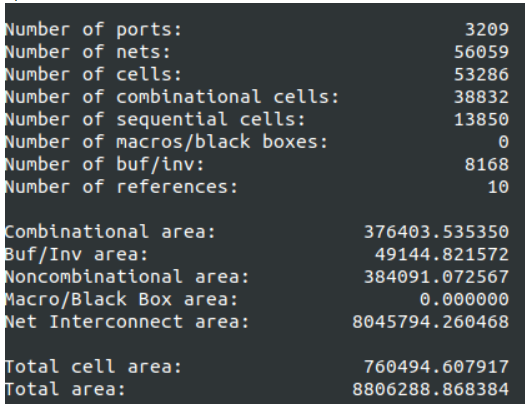 Number of ports: 3209
Number of nets: 56059
Number of cells: 53286
Number of combinational cells: 38832
Number of sequential cells: 13850
Number of macros/black boxes: 0
Number of buf/inv: 8168
Number of references: 10
Combinational area: 376403.535350
Buf/Inv area: 49144.821572
Noncombinational area: 384091.072567
Macro/Black Box area: 0.000000
Net Interconnect area: 8045794.260468
Total cell area: 760494.607917
Total area: 8806288.868384